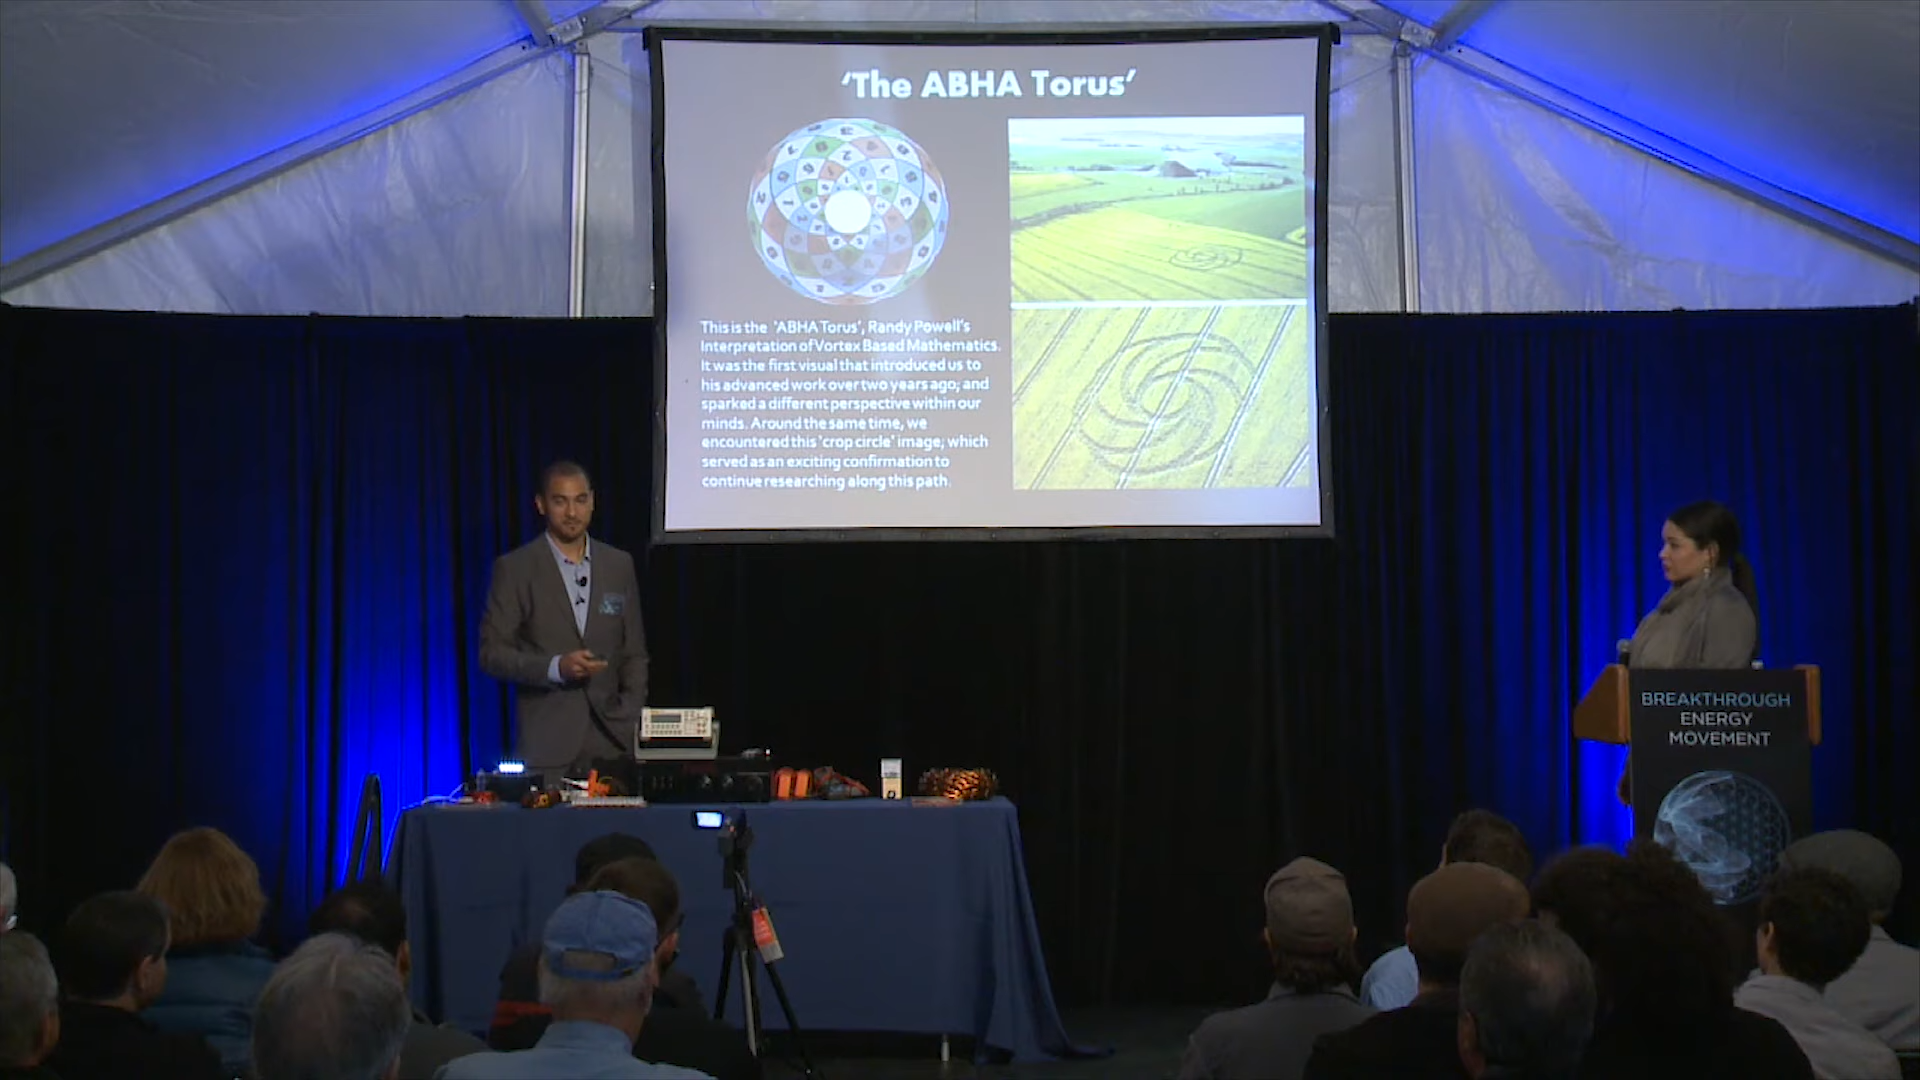 ‘The ABHA Torus’
This is the 'ABHA Torus', Randy Powell's
Interpretation of Vortex Based Mathematics.
It was the first visual that introduced us to
his advanced work over two years ago; and
sparked a different perspective within our
minds. Around the same time, we
encountered this 'crop circle' image; which
served as an exciting confirmation to
continue researching along this path.
BREAKTHROUGH
ENERGY
MOVEMENT